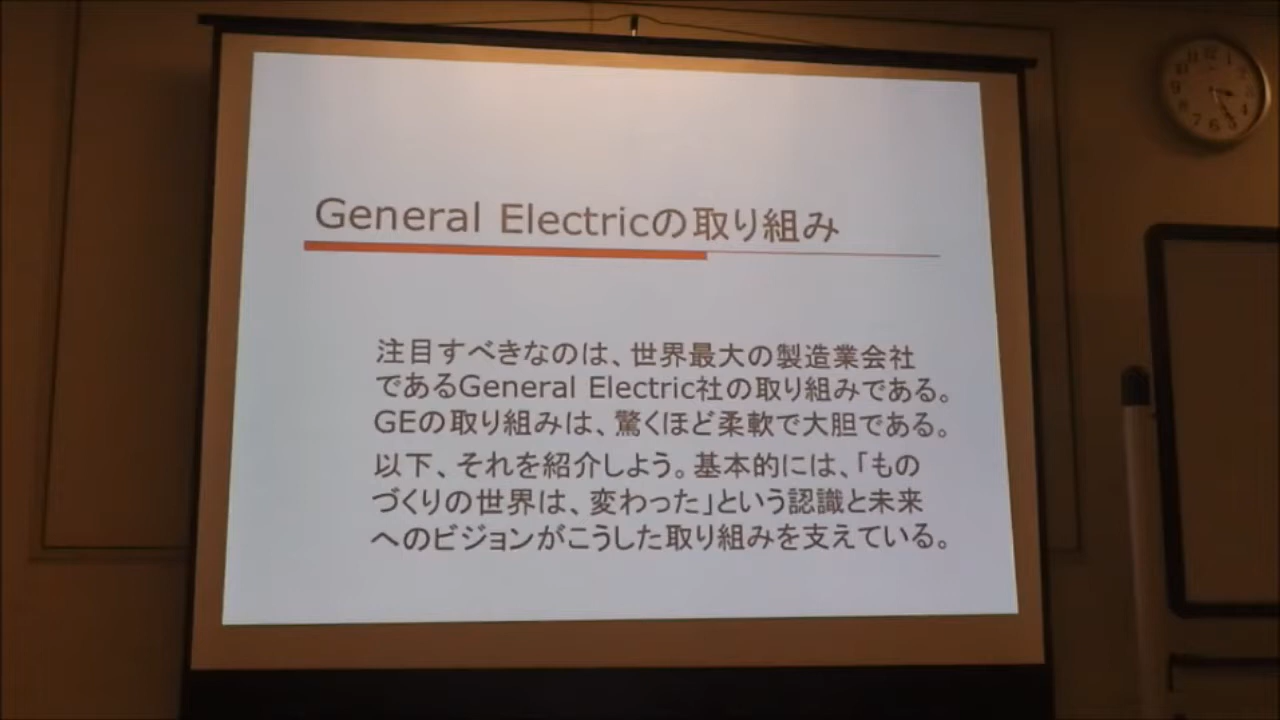 General Electricの取り組み
注目すべきなのは、世界最大の製造業会社
であるGeneral Electric社の取り組みである。
GEの取り組みは、驚くほど柔軟で大胆である。
以下、それを紹介しよう。基本的には、「もの
づくりの世界は、変わった」という認識と未来
へのビジョンがこうした取り組みを支えている。